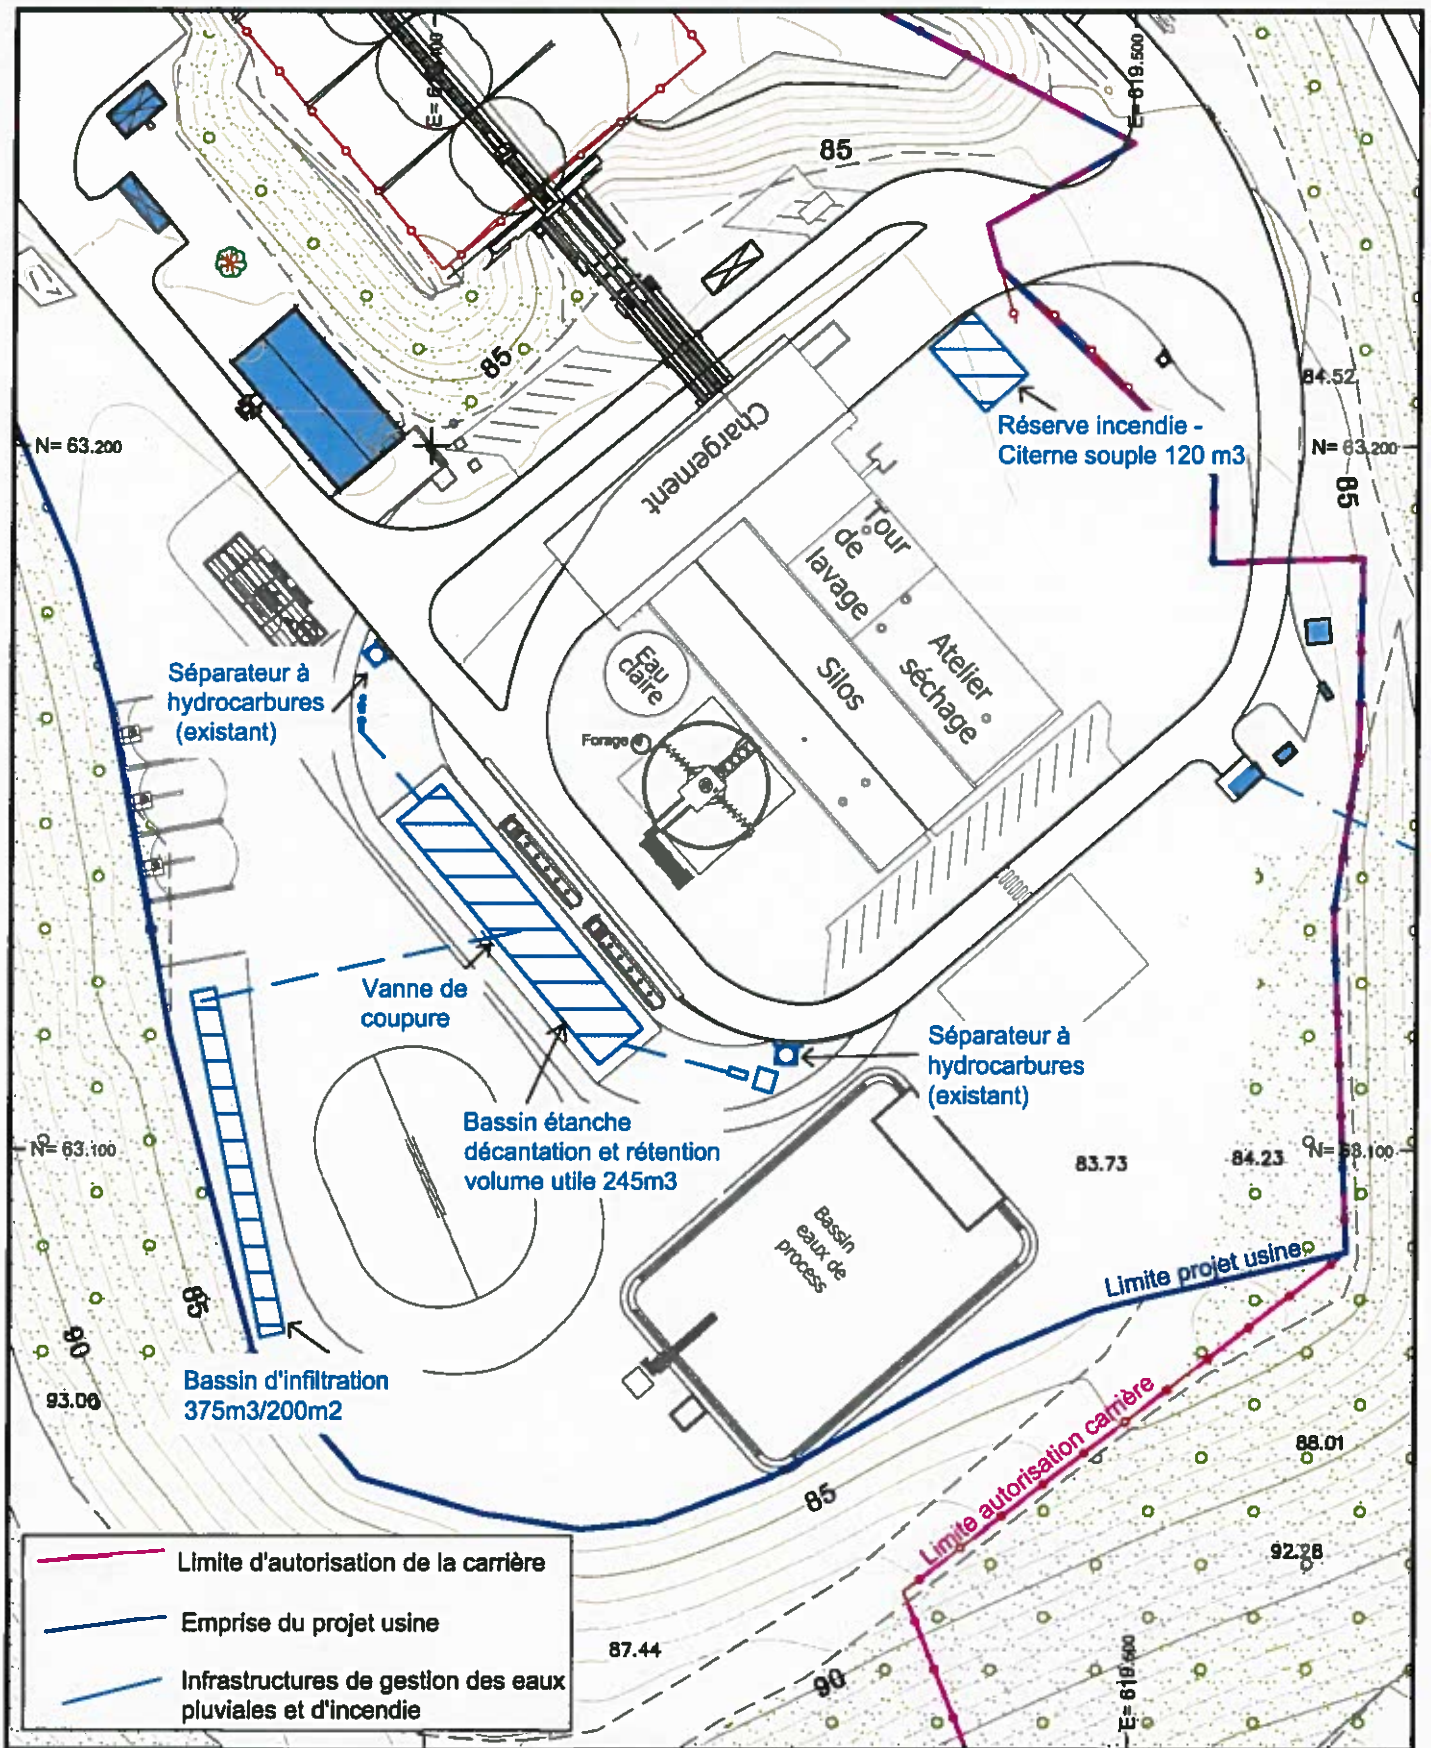 E= 619.500
85
85
84.52
N= 63.200
Réserve incendie -
Citerne souple 120 m3
N= 63.200
85
Chargement
Tour
de
lavage
Atelier
séchage
Silos
Eau
claire
Forage
Séparateur à
hydrocarbures
(existant)
Vanne de
coupure
Séparateur à
hydrocarbures
(existant)
Bassin étanche
décantation et rétention
volume utile 245m3
N= 63.100
83.73
84.23
N= 63.100
Bassin
eaux de
process
Limite projet usine
85
90
93.00
Bassin d'infiltration
375m3/200m2
Limite autorisation carrière
88.01
85
92.28
87.44
90
E= 619.600
Limite d'autorisation de la carrière
Emprise du projet usine
Infrastructures de gestion des eaux
pluviales et d'incendie